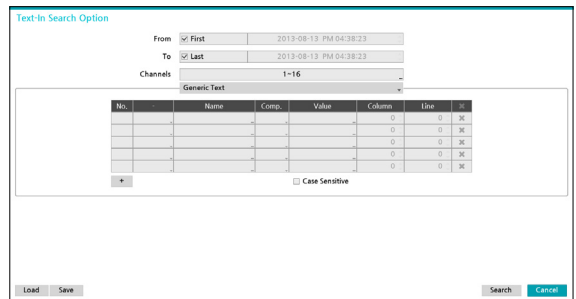 Text-In Search Option
From First 2013-08-13 PM 04:38:23
To Last 2013-08-13 PM 04:38:23
Channels 1~16
Generic Text
No. - Name Comp. Value Column Line ✖
0 0 ✖
0 0 ✖
0 0 ✖
0 0 ✖
0 0 ✖
+ Case Sensitive
Load Save Search Cancel